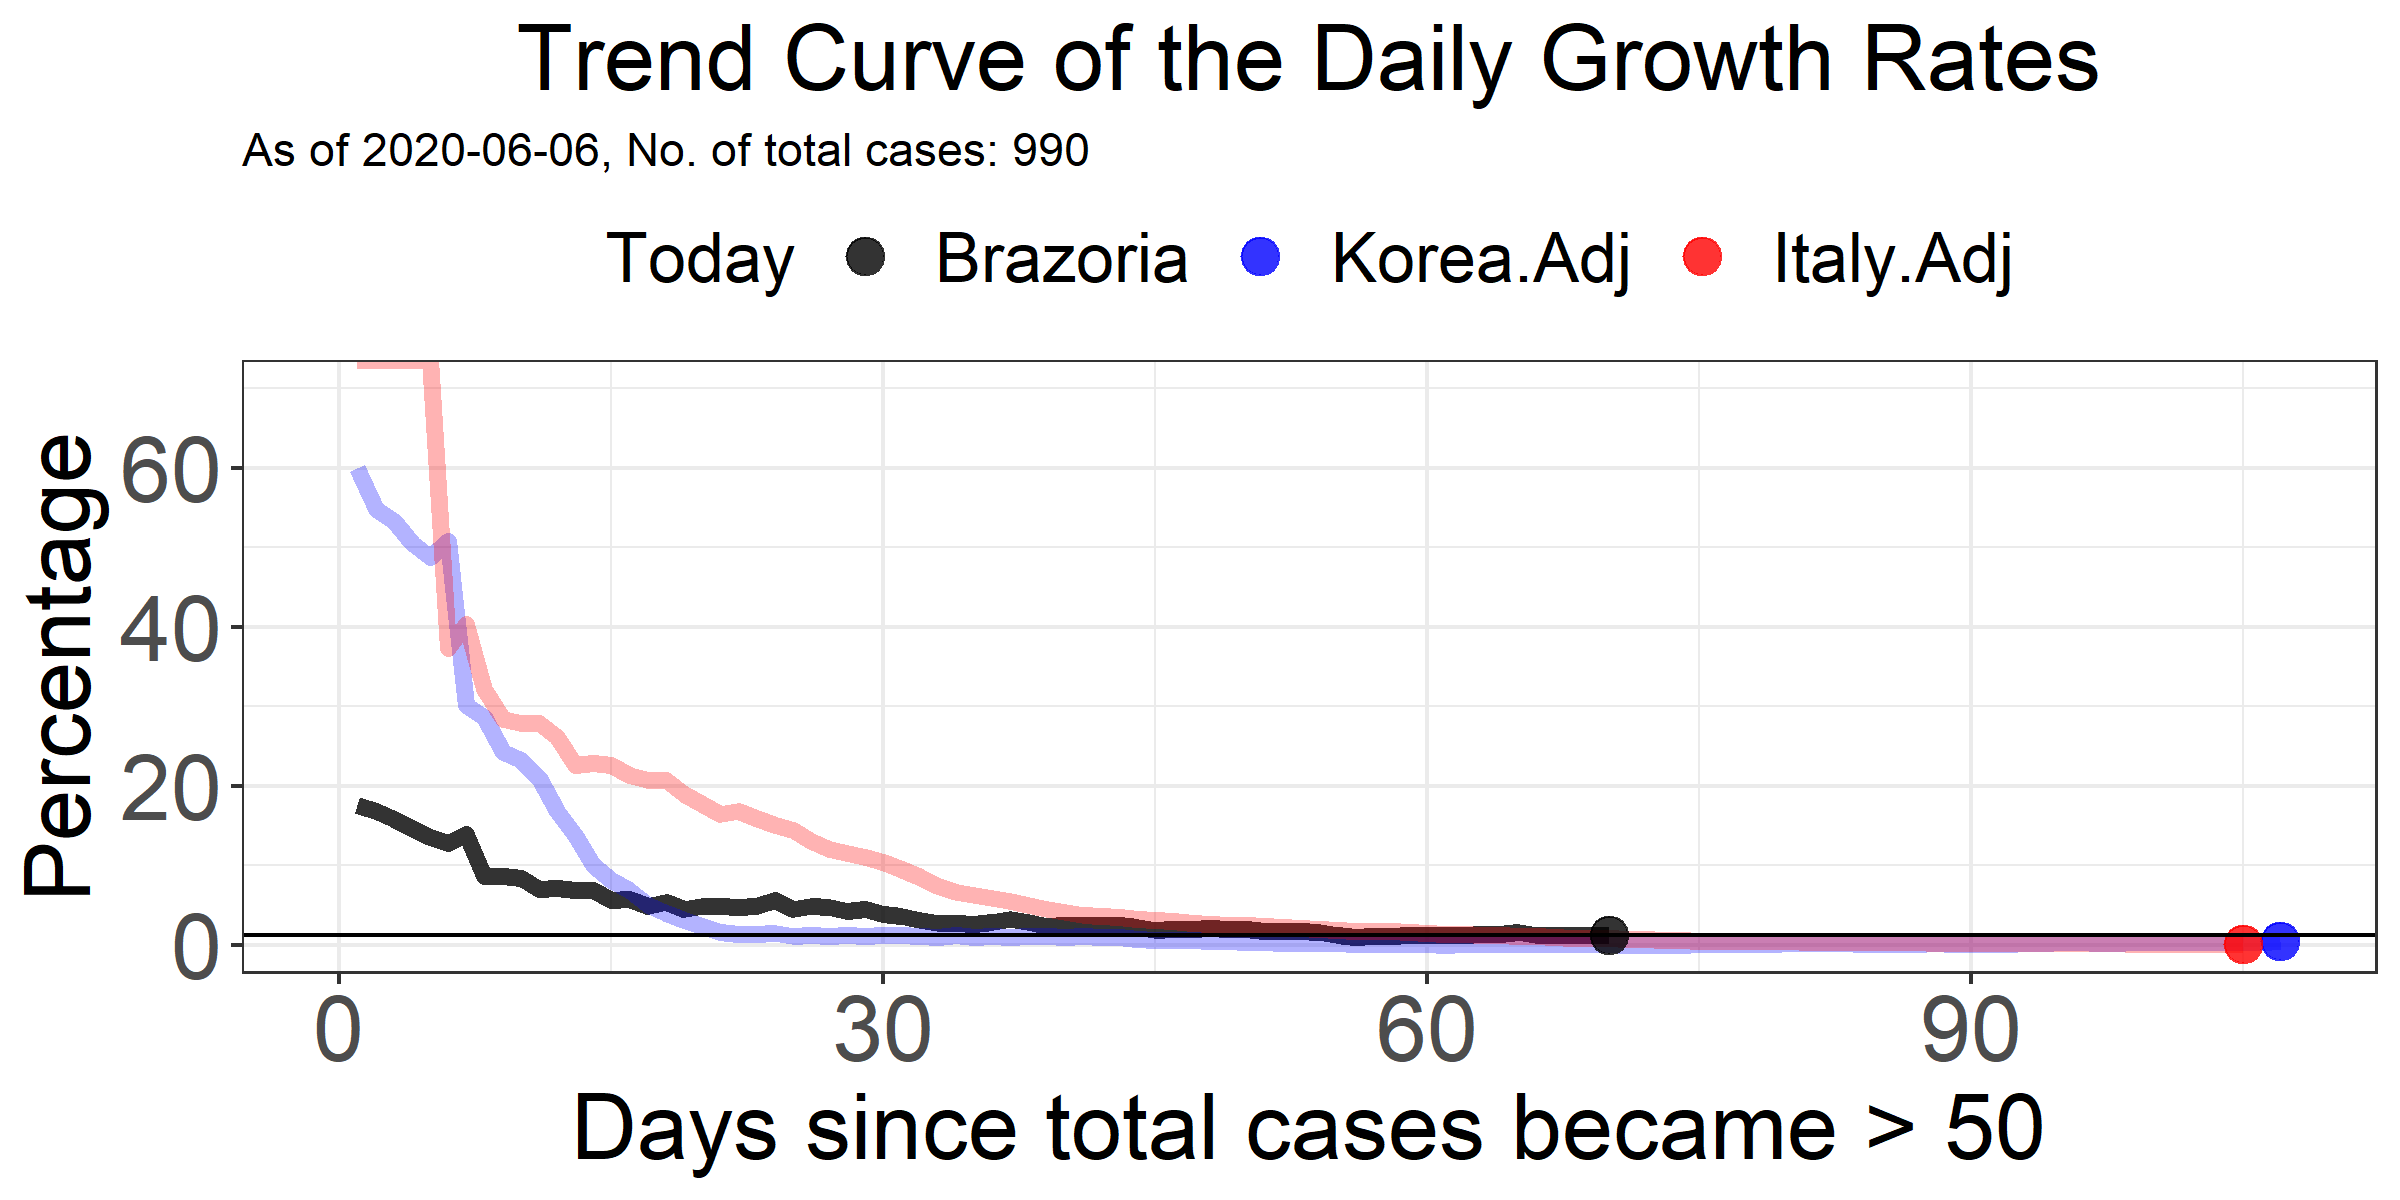 Trend Curve of the Daily Growth Rates
As of 2020-06-06, No. of total cases: 990
Today Brazoria Korea.Adj Italy.Adj
Percentage
60
40
20
0
0 30 60 90
Days since total cases became > 50